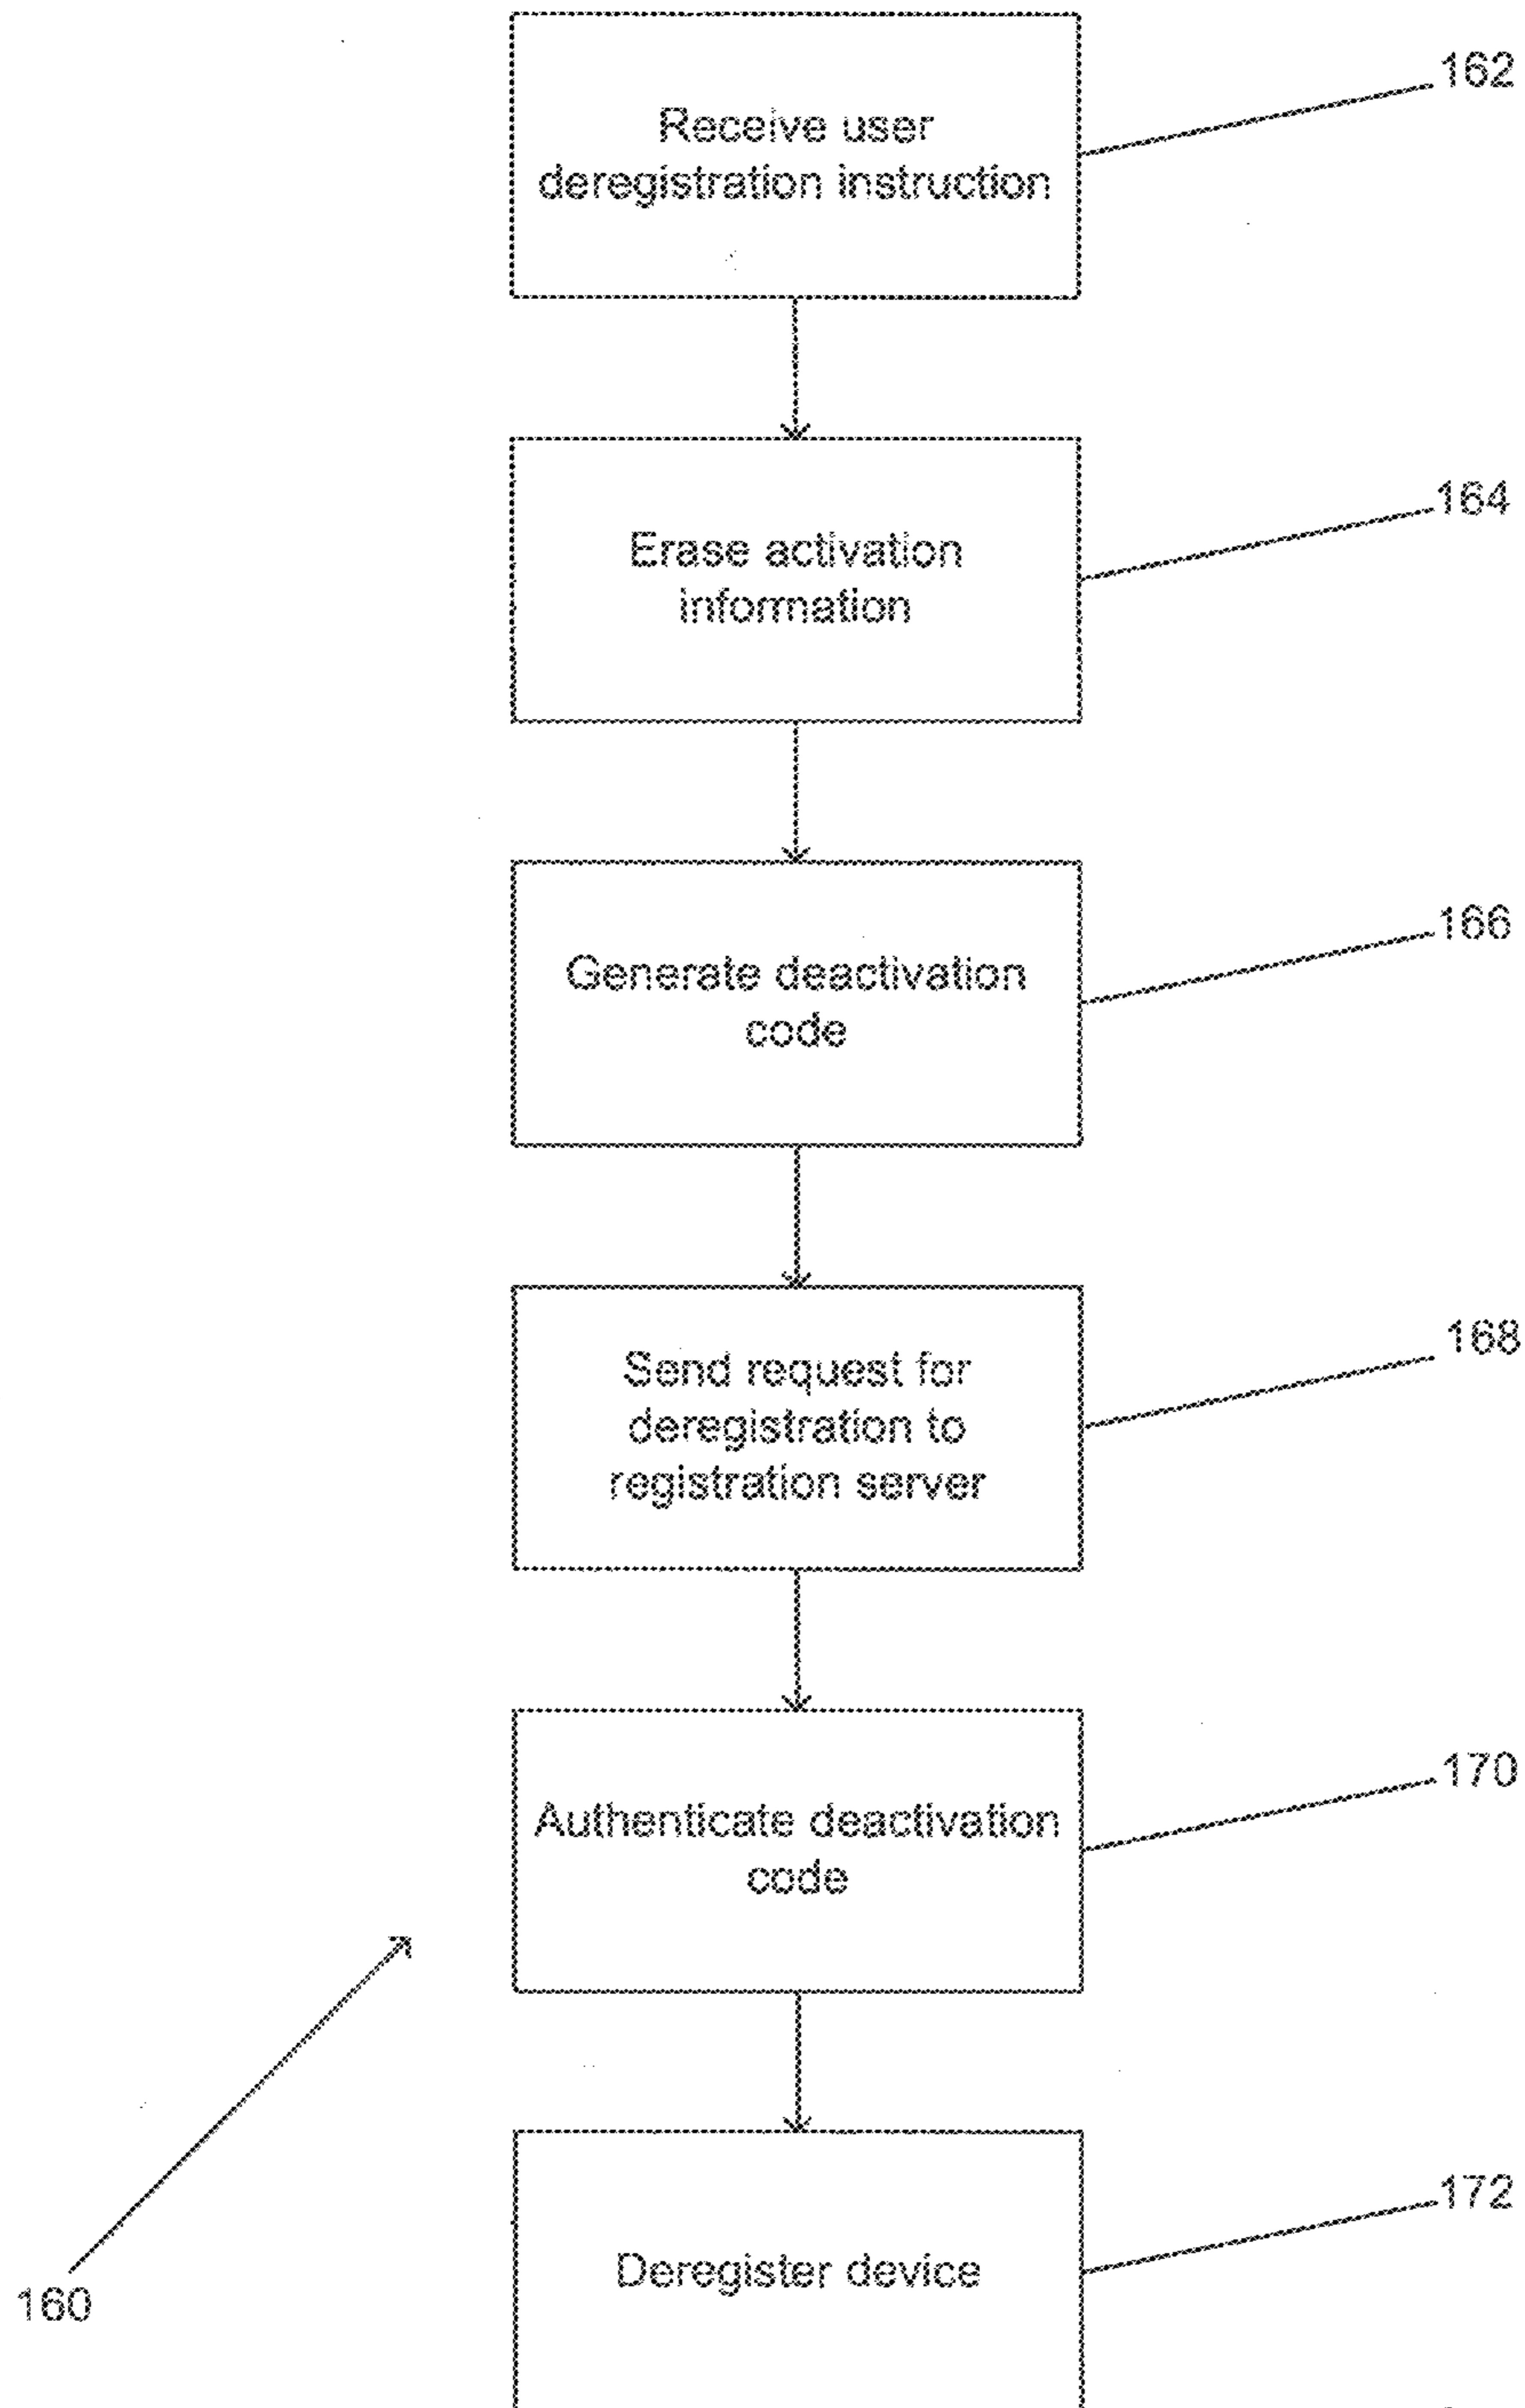 Receive user
deregistration instruction
162
Erase activation
information
164
Generate deactivation
code
166
Send request for
deregistration to
registration server
168
Authenticate deactivation
code
170
Deregister device
172
160